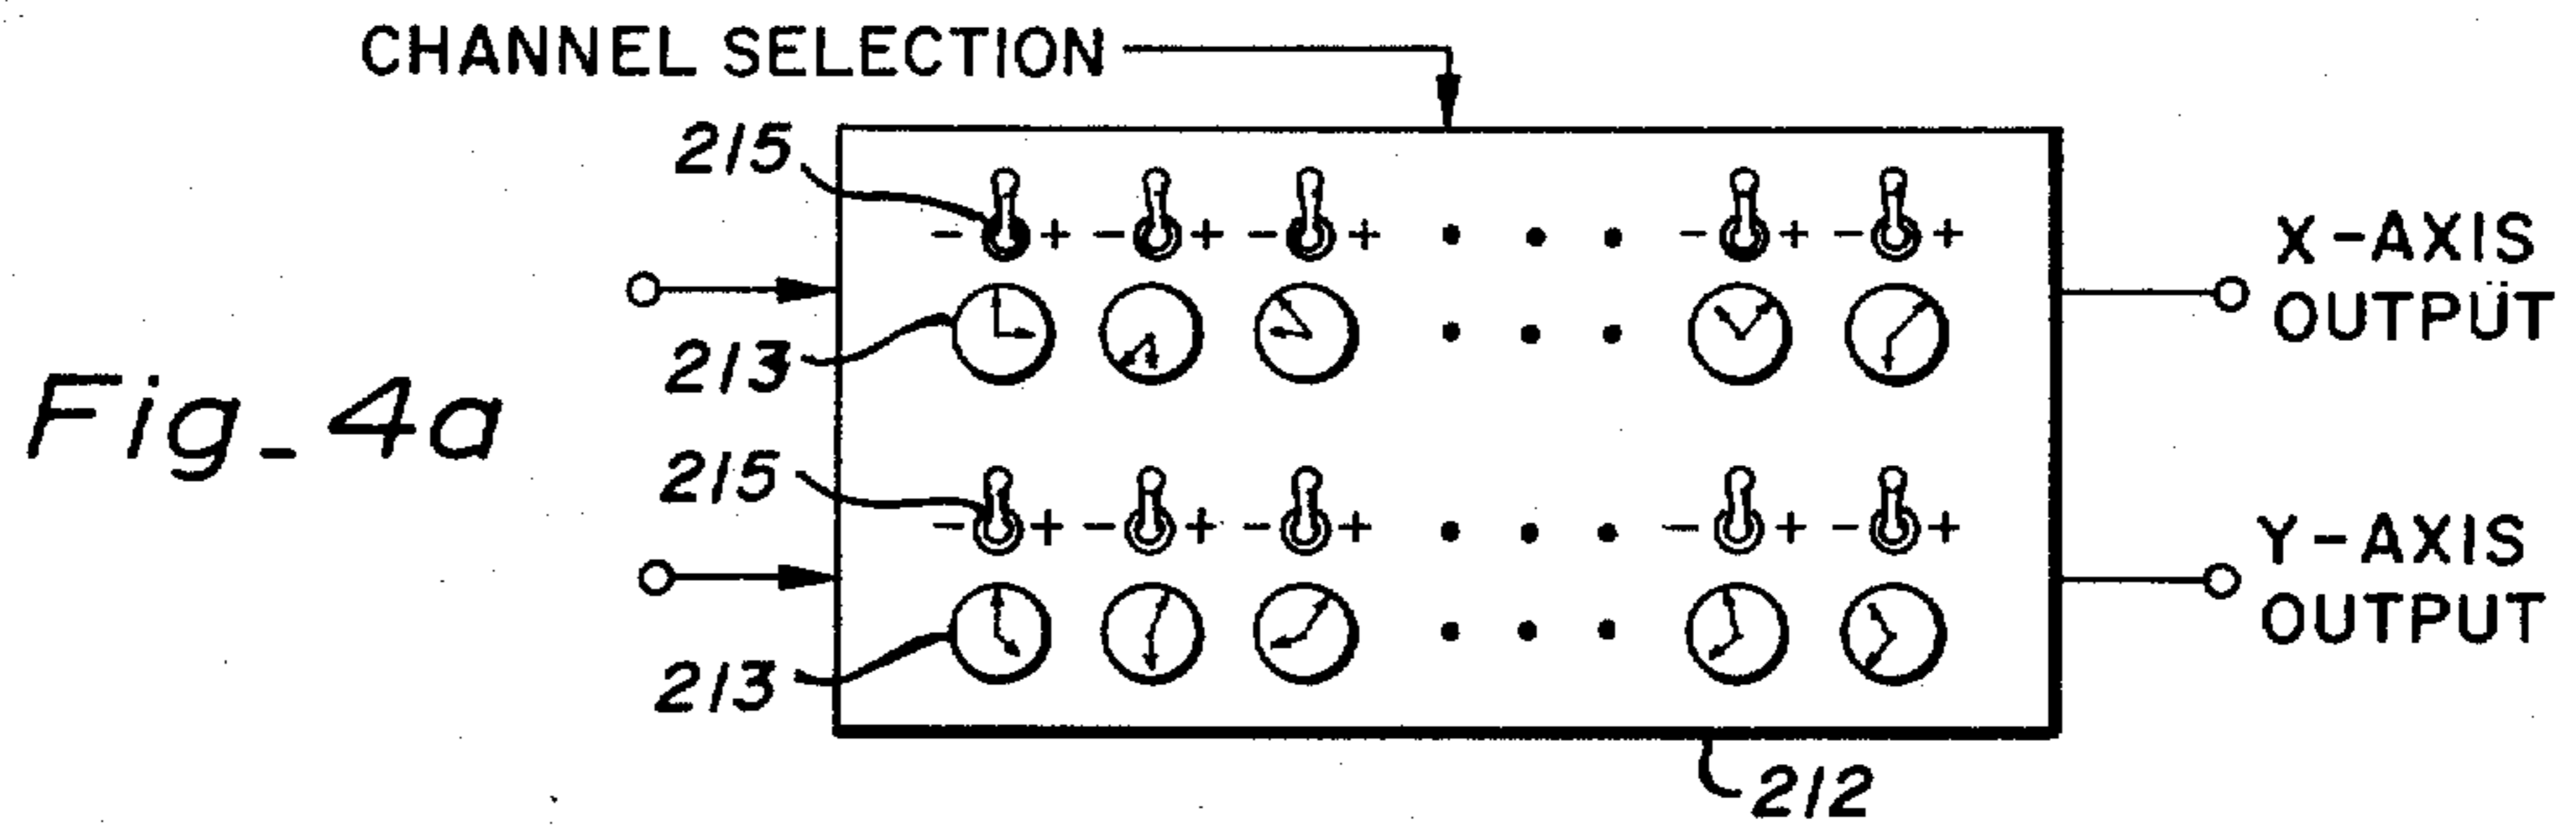 CHANNEL SELECTION
215
- + - + - + - + - +
213
X-AXIS
OUTPUT
Fig_4a
215
- + - + - + - + - +
213
Y-AXIS
OUTPUT
212